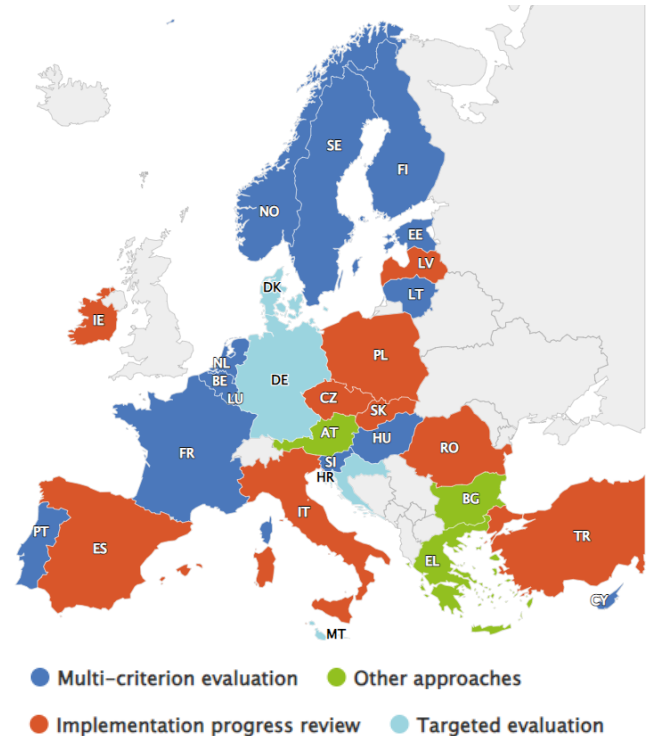 SE
FI
NO
EE
LV
DK
LT
IE
NL
DE
PL
BE
LU
CZ
SK
AT
HU
FR
SI
RO
HR
IT
BG
PT
ES
TR
EL
CY
MT
Multi-criterion evaluation
Other approaches
Implementation progress review
Targeted evaluation